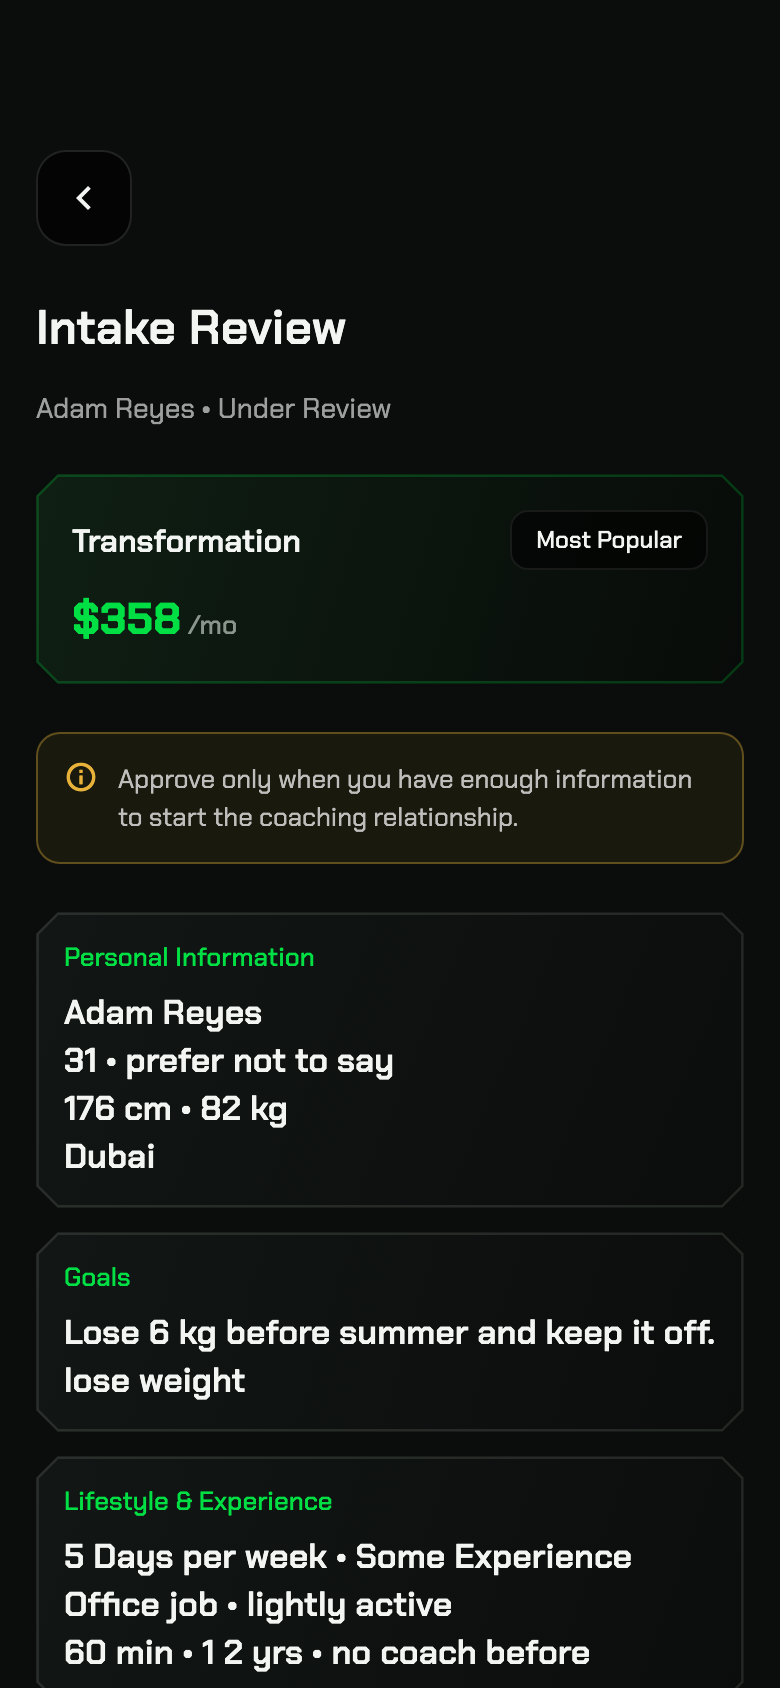 Intake Review
Adam Reyes • Under Review
Transformation
Most Popular
$358 /mo
Approve only when you have enough information
to start the coaching relationship.
Personal Information
Adam Reyes
31 • prefer not to say
176 cm • 82 kg
Dubai
Goals
Lose 6 kg before summer and keep it off.
lose weight
Lifestyle & Experience
5 Days per week • Some Experience
Office job • lightly active
60 min • 1 2 yrs • no coach before